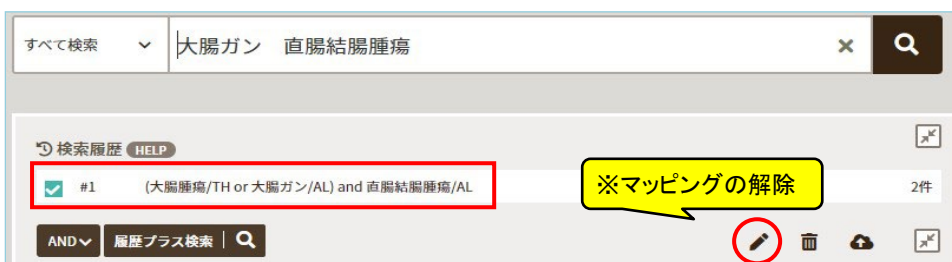 すべて検索 大腸ガン　直腸結腸腫瘍
検索履歴 HELP
#1 (大腸腫瘍/TH or 大腸ガン/AL) and 直腸結腸腫瘍/AL 2件
※マッピングの解除
AND 履歴プラス検索